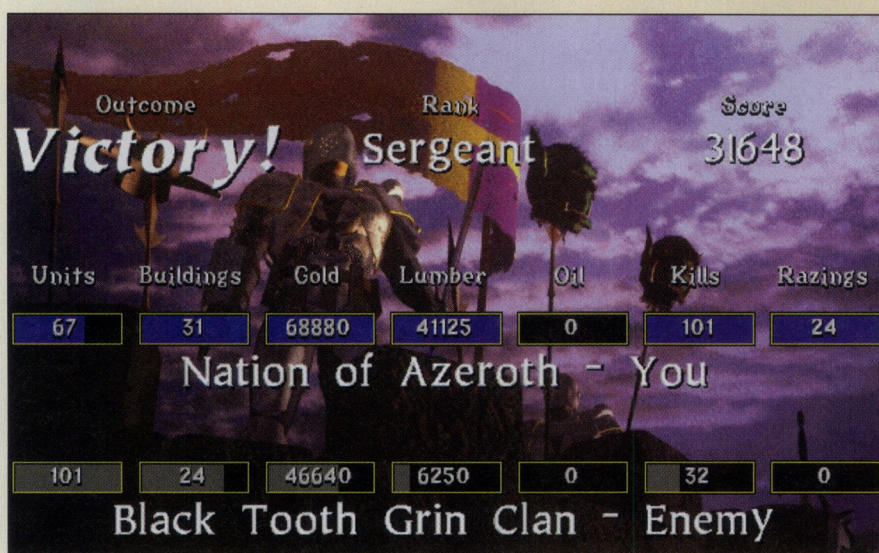 Outcome Rank Score
Victory! Sergeant 31648
Units Buildings Gold Lumber Oil Kills Razings
67 31 68880 41125 0 101 24
Nation of Azeroth - You
101 24 46640 6250 0 32 0
Black Tooth Grin Clan - Enemy